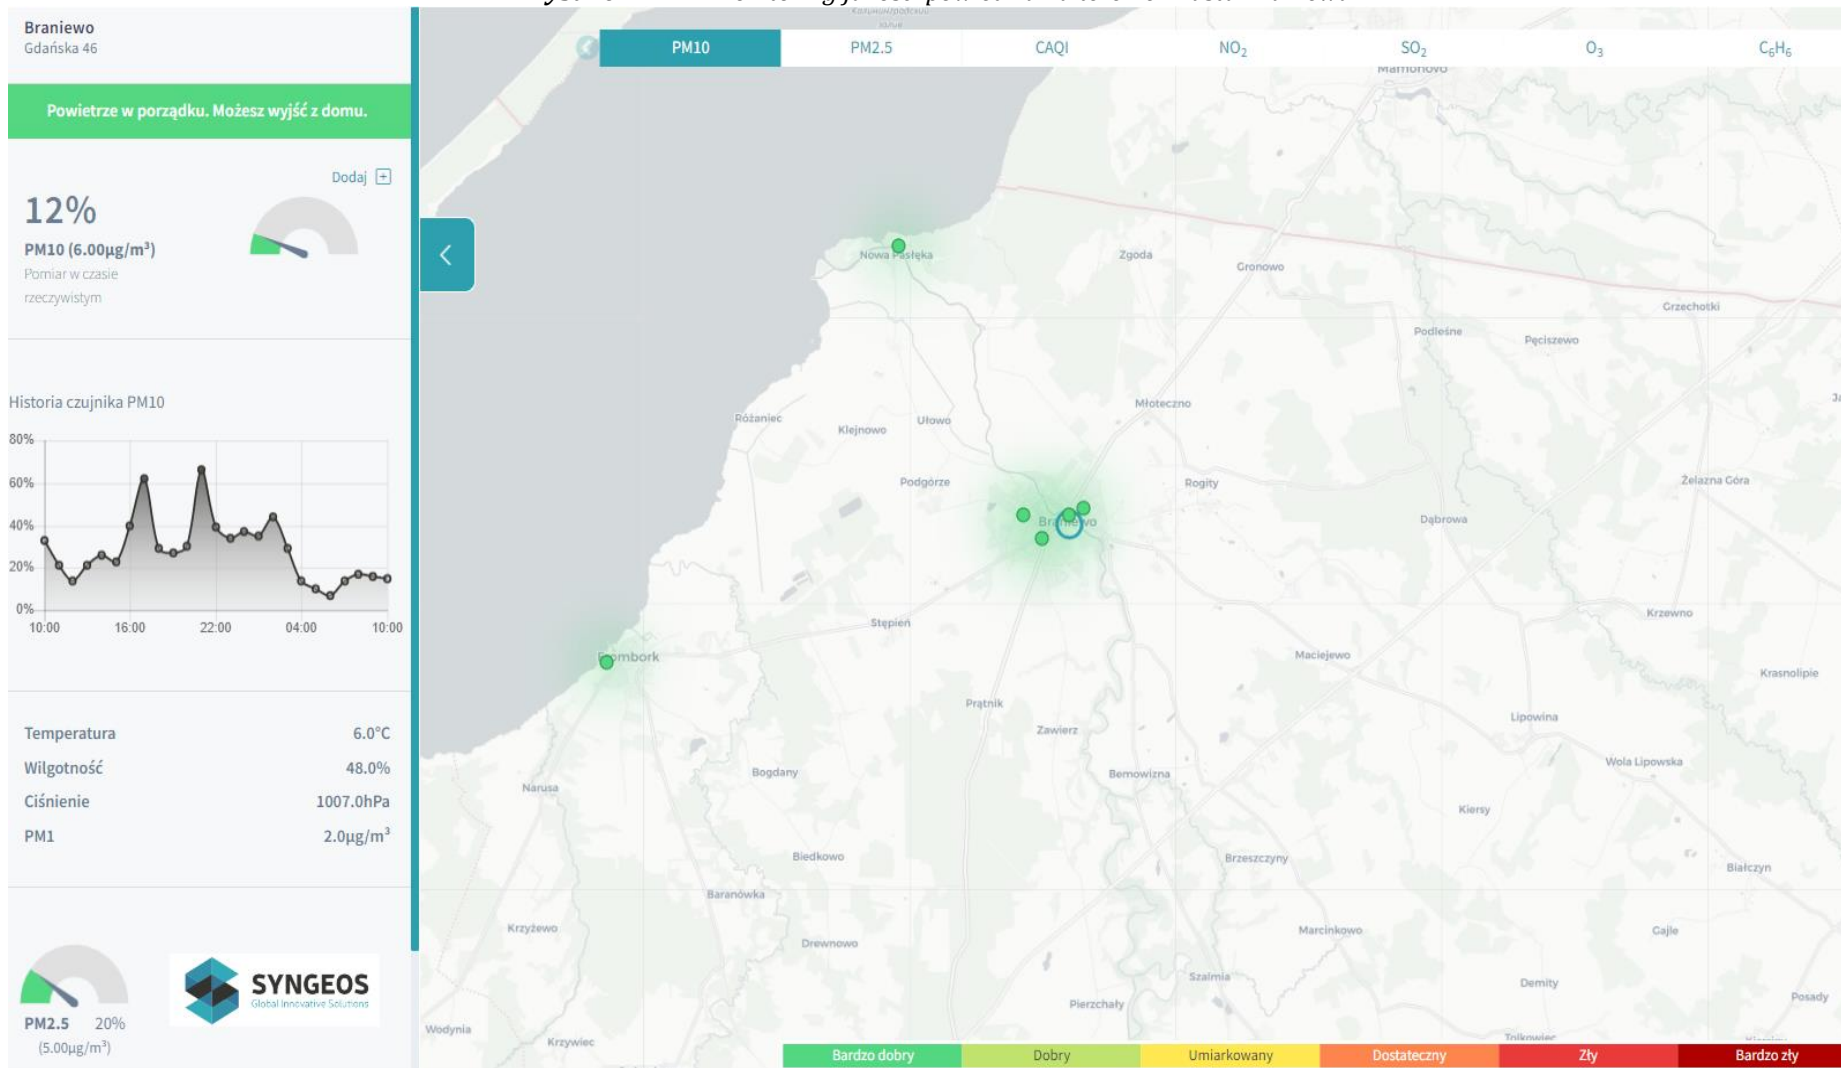 Braniewo
Gdańska 46
Powietrze w porządku. Możesz wyjść z domu.
Dodaj +
12%
PM10 (6.00µg/m³)
Pomiar w czasie
rzeczywistym
Historia czujnika PM10
80%
60%
40%
20%
0%
10:00 16:00 22:00 04:00 10:00
Temperatura 6.0°C
Wilgotność 48.0%
Ciśnienie 1007.0hPa
PM1 2.0µg/m³
PM2.5 20%
(5.00µg/m³)
SYNGEOS
Global Innovative Solutions
PM10 PM2.5 CAQI NO₂ SO₂ O₃ C₆H₆
Mamonowo
Nowa Pasłęka
Zgoda
Gronowo
Grzechotki
Podleśne
Pęciszewo
Młoteczno
Różaniec
Klejnowo
Ułowo
Podgórze
Rogity
Żelazna Góra
Braniewo
Dąbrowa
Stępień
Krzewno
Frombork
Maciejewo
Krasnolipie
Prątnik
Lipowina
Zawierz
Wola Lipowska
Bogdany
Bemowizna
Narusa
Kiersy
Biedkowo
Brzeszczyny
Białczyn
Baranówka
Krzyżewo
Marcinkowo
Gajle
Drewnowo
Szalmia
Demity
Posady
Pierzchały
Wodynia
Krzywiec
Tolkowiec
Bardzo dobry Dobry Umiarkowany Dostateczny Zły Bardzo zły